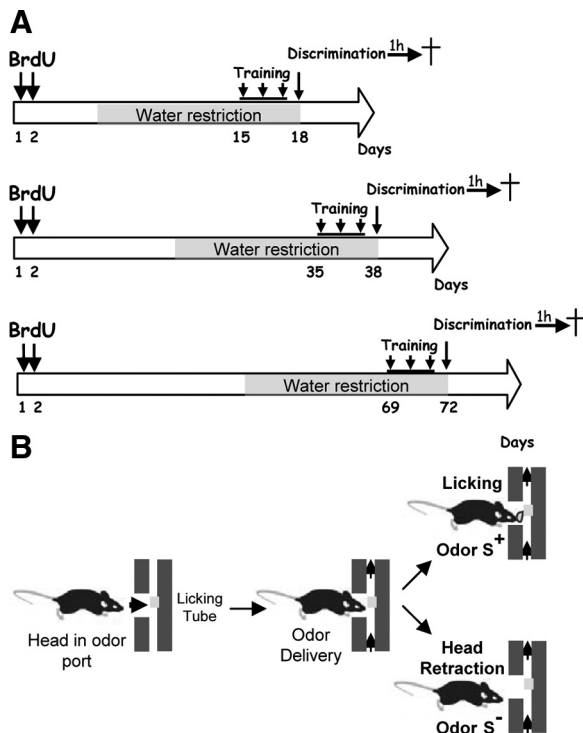 A
BrdU
Discrimination 1h
Training
Water restriction
1 2 15 18
Days
BrdU
Discrimination 1h
Training
Water restriction
1 2 35 38
Days
BrdU
Discrimination 1h
Training
Water restriction
1 2 69 72
Days
B
Head in odor
port
Licking
Tube
Odor
Delivery
Licking
Odor S+
Head
Retraction
Odor S-